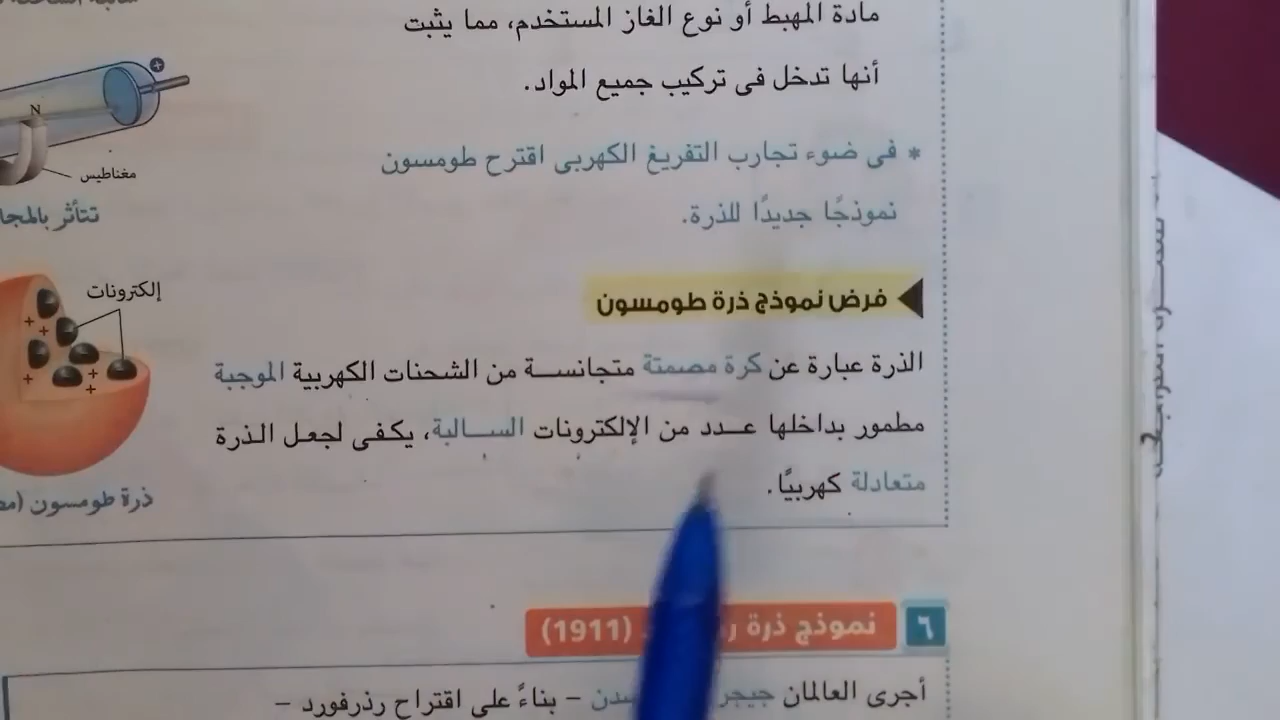 مادة المهبط أو نوع الغاز المستخدم، مما يثبت
أنها تدخل فى تركيب جميع المواد.
* فى ضوء تجارب التفريغ الكهربى اقترح طومسون
نموذجًا جديدًا للذرة.
N
مغناطيس
تتأثر
فرض نموذج ذرة طومسون
إلكترونات
الذرة عبارة عن كرة مصمتة متجانسة من الشحنات الكهربية الموجبة
مطمور بداخلها عدد من الإلكترونات السالبة، يكفى لجعل الذرة
متعادلة كهربيًا.
ذرة طومسون
٦ نموذج ذرة (1911)
أجرى العالمان – بناءً على اقتراح رذرفورد –